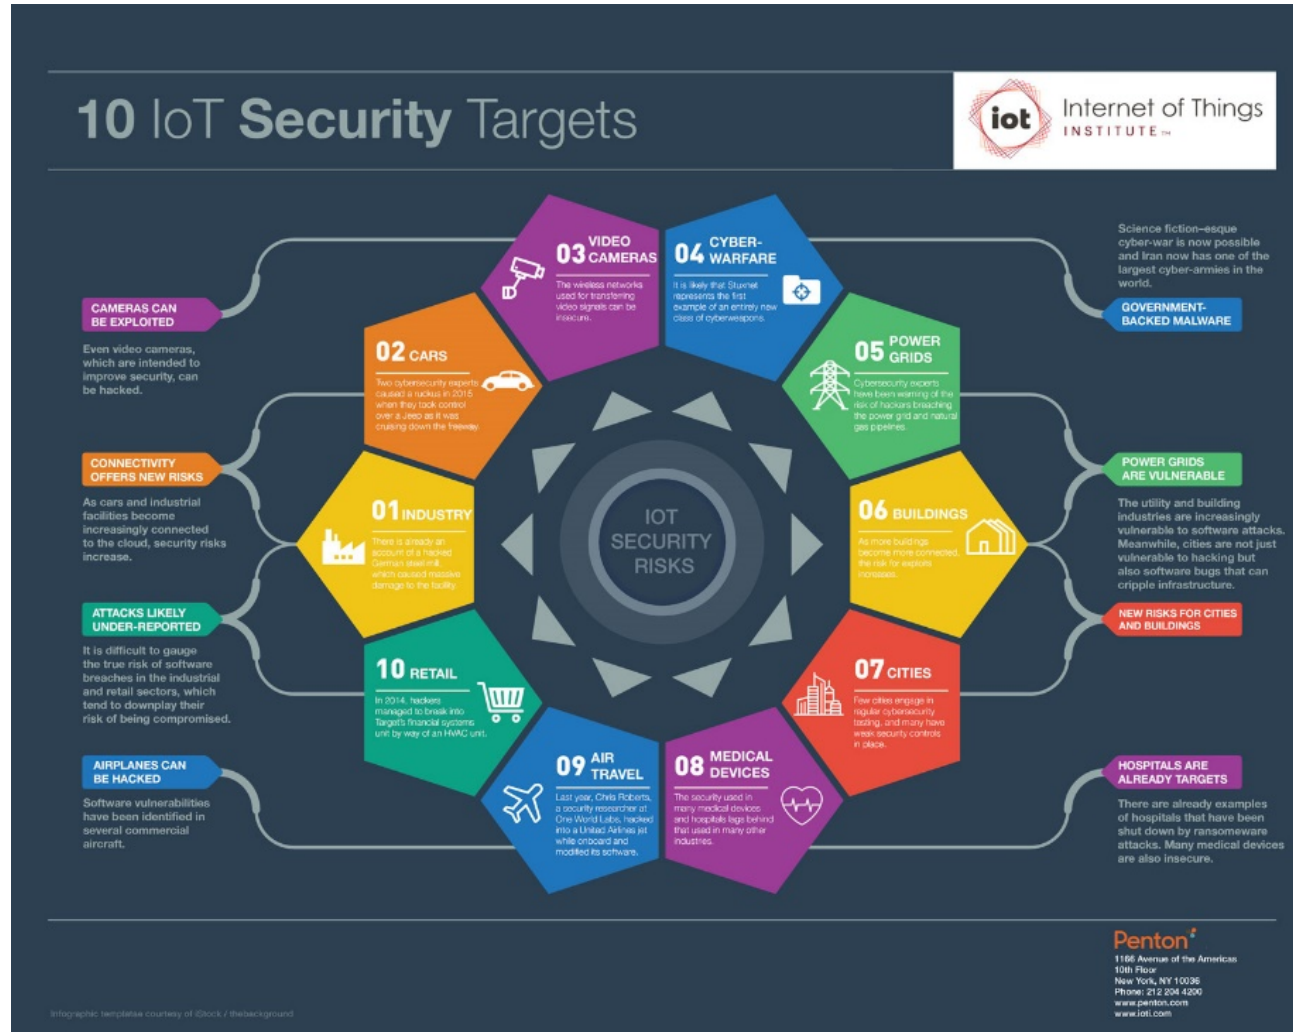 10 IoT Security Targets
iot
Internet of Things
INSTITUTE™
03 VIDEO
CAMERAS
The wireless networks
used for transferring
video signals can be
insecure.
04 CYBER-
WARFARE
It is likely that Stuxnet
represents the first
example of an entirely new
class of cyberweapons.
Science fiction–esque
cyber-war is now possible
and Iran now has one of the
largest cyber-armies in the
world.
GOVERNMENT-
BACKED MALWARE
CAMERAS CAN
BE EXPLOITED
Even video cameras,
which are intended to
improve security, can
be hacked.
02 CARS
Two cybersecurity experts
caused a ruckus in 2015
when they took control
over a Jeep as it was
cruising down the freeway.
05 POWER
GRIDS
Cybersecurity experts
have been warning of the
risk of hackers breaching
the power grid and natural
gas pipelines.
CONNECTIVITY
OFFERS NEW RISKS
As cars and industrial
facilities become
increasingly connected
to the cloud, security risks
increase.
01 INDUSTRY
There is already an
account of a hacked
German steel mill,
which caused massive
damage to the facility.
IOT
SECURITY
RISKS
06 BUILDINGS
As more buildings
become more connected,
the risk for exploits
increases.
POWER GRIDS
ARE VULNERABLE
The utility and building
industries are increasingly
vulnerable to software attacks.
Meanwhile, cities are not just
vulnerable to hacking but
also software bugs that can
cripple infrastructure.
ATTACKS LIKELY
UNDER-REPORTED
It is difficult to gauge
the true risk of software
breaches in the industrial
and retail sectors, which
tend to downplay their
risk of being compromised.
10 RETAIL
In 2014, hackers
managed to break into
Target's financial systems
unit by way of an HVAC unit.
07 CITIES
Few cities engage in
regular cybersecurity
testing, and many have
weak security controls
in place.
NEW RISKS FOR CITIES
AND BUILDINGS
AIRPLANES CAN
BE HACKED
Software vulnerabilities
have been identified in
several commercial
aircraft.
09 AIR
TRAVEL
Last year, Chris Roberts,
a security researcher at
One World Labs, hacked
into a United Airlines jet
while onboard and
modified its software.
08 MEDICAL
DEVICES
The security used in
many medical devices
and hospitals lags behind
that used in many other
industries.
HOSPITALS ARE
ALREADY TARGETS
There are already examples
of hospitals that have been
shut down by ransomeware
attacks. Many medical devices
are also insecure.
Penton
1166 Avenue of the Americas
10th Floor
New York, NY 10036
Phone: 212 204 4200
www.penton.com
www.ioti.com
Infographic templatse courtesy of iStock / thebackground